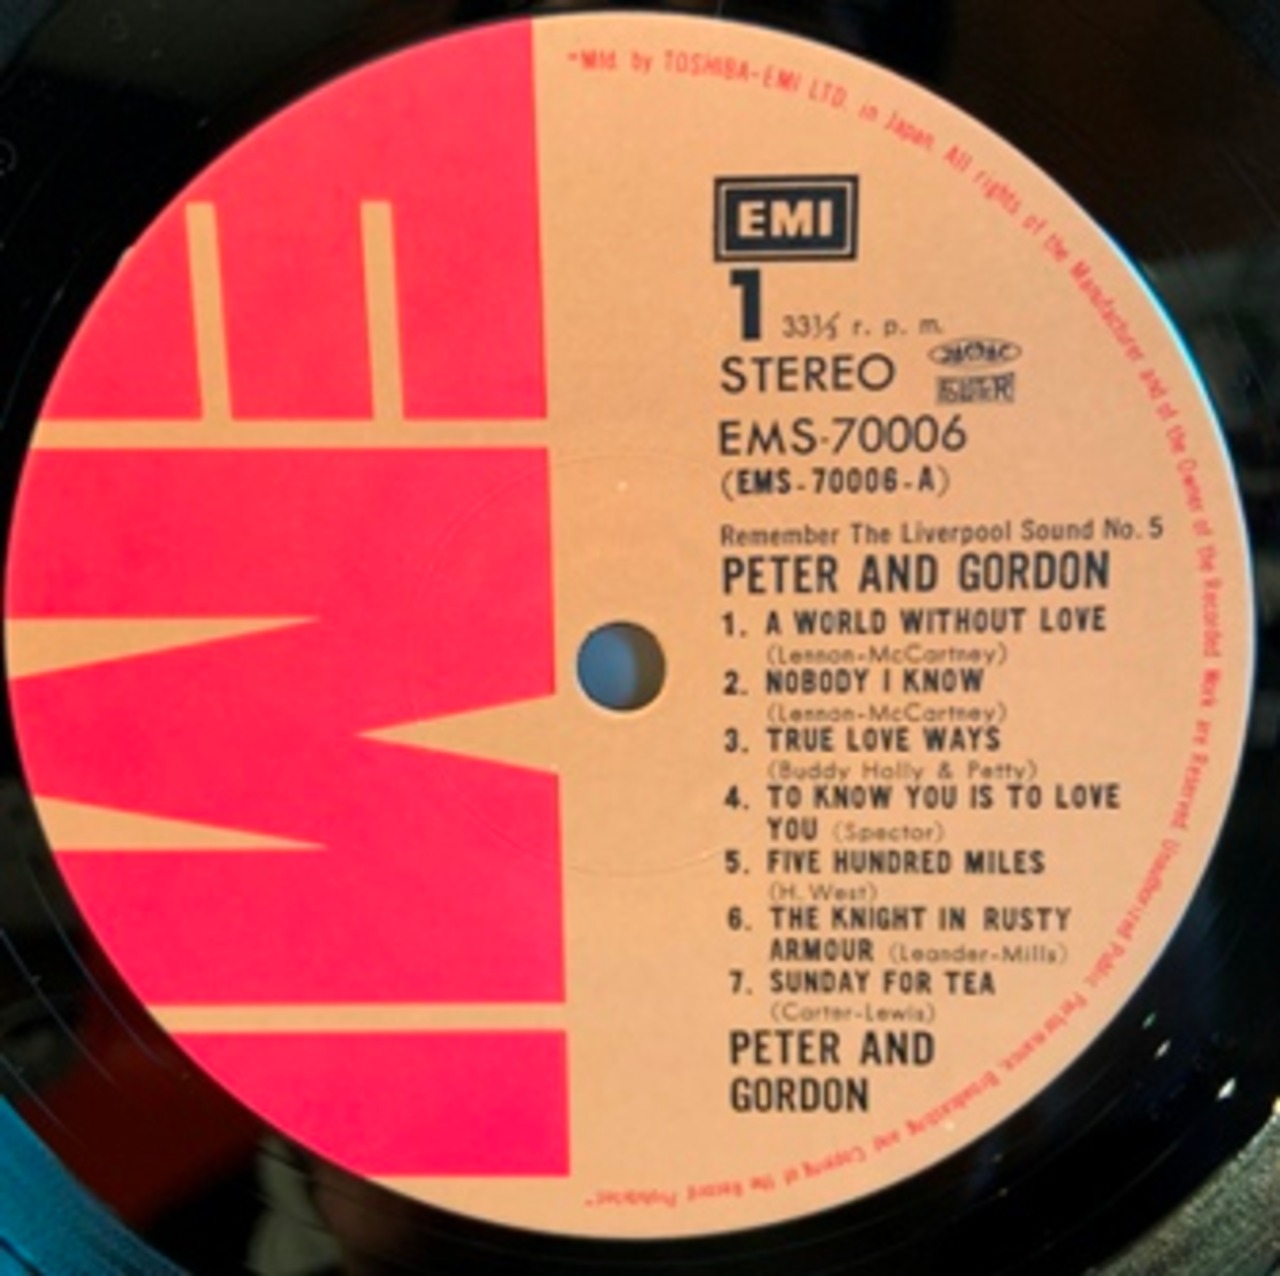 "Mfd. by TOSHIBA-EMI LTD. in Japan. All rights of the Manufacturer and of the Owner of the Recorded Work are Reserved. Unauthorized Public Performance, Broadcasting and Copying of the Record Prohibited."
EMI
1 33⅓ r. p. m.
STEREO
EMS-70006
(EMS-70006-A)
Remember The Liverpool Sound No. 5
PETER AND GORDON
1. A WORLD WITHOUT LOVE
(Lennon-McCartney)
2. NOBODY I KNOW
(Lennon-McCartney)
3. TRUE LOVE WAYS
(Buddy Holly & Petty)
4. TO KNOW YOU IS TO LOVE
YOU (Spector)
5. FIVE HUNDRED MILES
(H. West)
6. THE KNIGHT IN RUSTY
ARMOUR (Leander-Mills)
7. SUNDAY FOR TEA
(Carter-Lewis)
PETER AND
GORDON
EMI